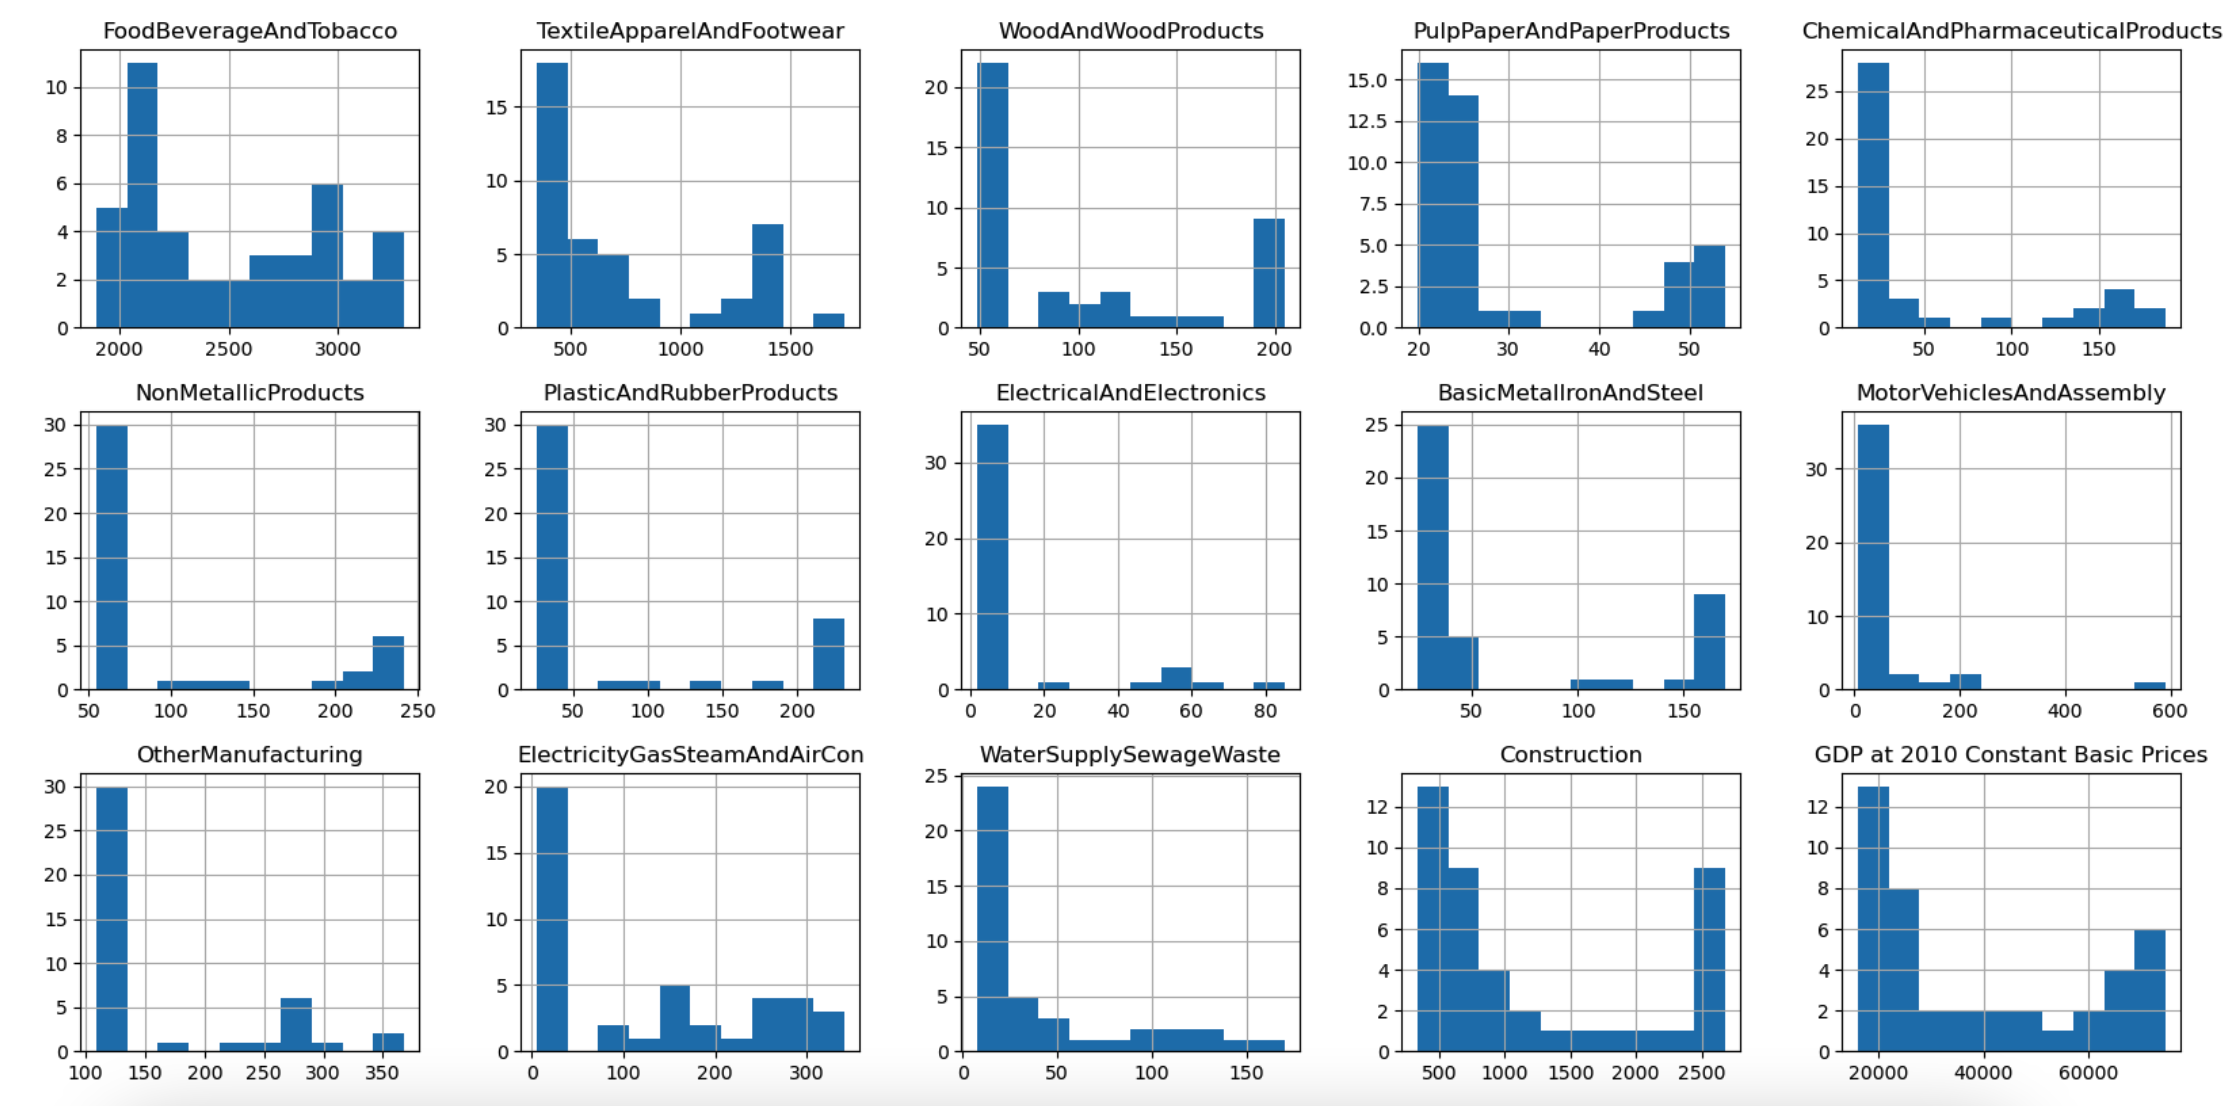 FoodBeverageAndTobacco
10
8
6
4
2
0
2000 2500 3000
TextileApparelAndFootwear
15
10
5
0
500 1000 1500
WoodAndWoodProducts
20
15
10
5
0
50 100 150 200
PulpPaperAndPaperProducts
15.0
12.5
10.0
7.5
5.0
2.5
0.0
20 30 40 50
ChemicalAndPharmaceuticalProducts
25
20
15
10
5
0
50 100 150
NonMetallicProducts
30
25
20
15
10
5
0
50 100 150 200 250
PlasticAndRubberProducts
30
25
20
15
10
5
0
50 100 150 200
ElectricalAndElectronics
30
20
10
0
0 20 40 60 80
BasicMetalIronAndSteel
25
20
15
10
5
0
50 100 150
MotorVehiclesAndAssembly
30
20
10
0
0 200 400 600
OtherManufacturing
30
25
20
15
10
5
0
100 150 200 250 300 350
ElectricityGasSteamAndAirCon
20
15
10
5
0
0 100 200 300
WaterSupplySewageWaste
25
20
15
10
5
0
0 50 100 150
Construction
12
10
8
6
4
2
0
500 1000 1500 2000 2500
GDP at 2010 Constant Basic Prices
12
10
8
6
4
2
0
20000 40000 60000